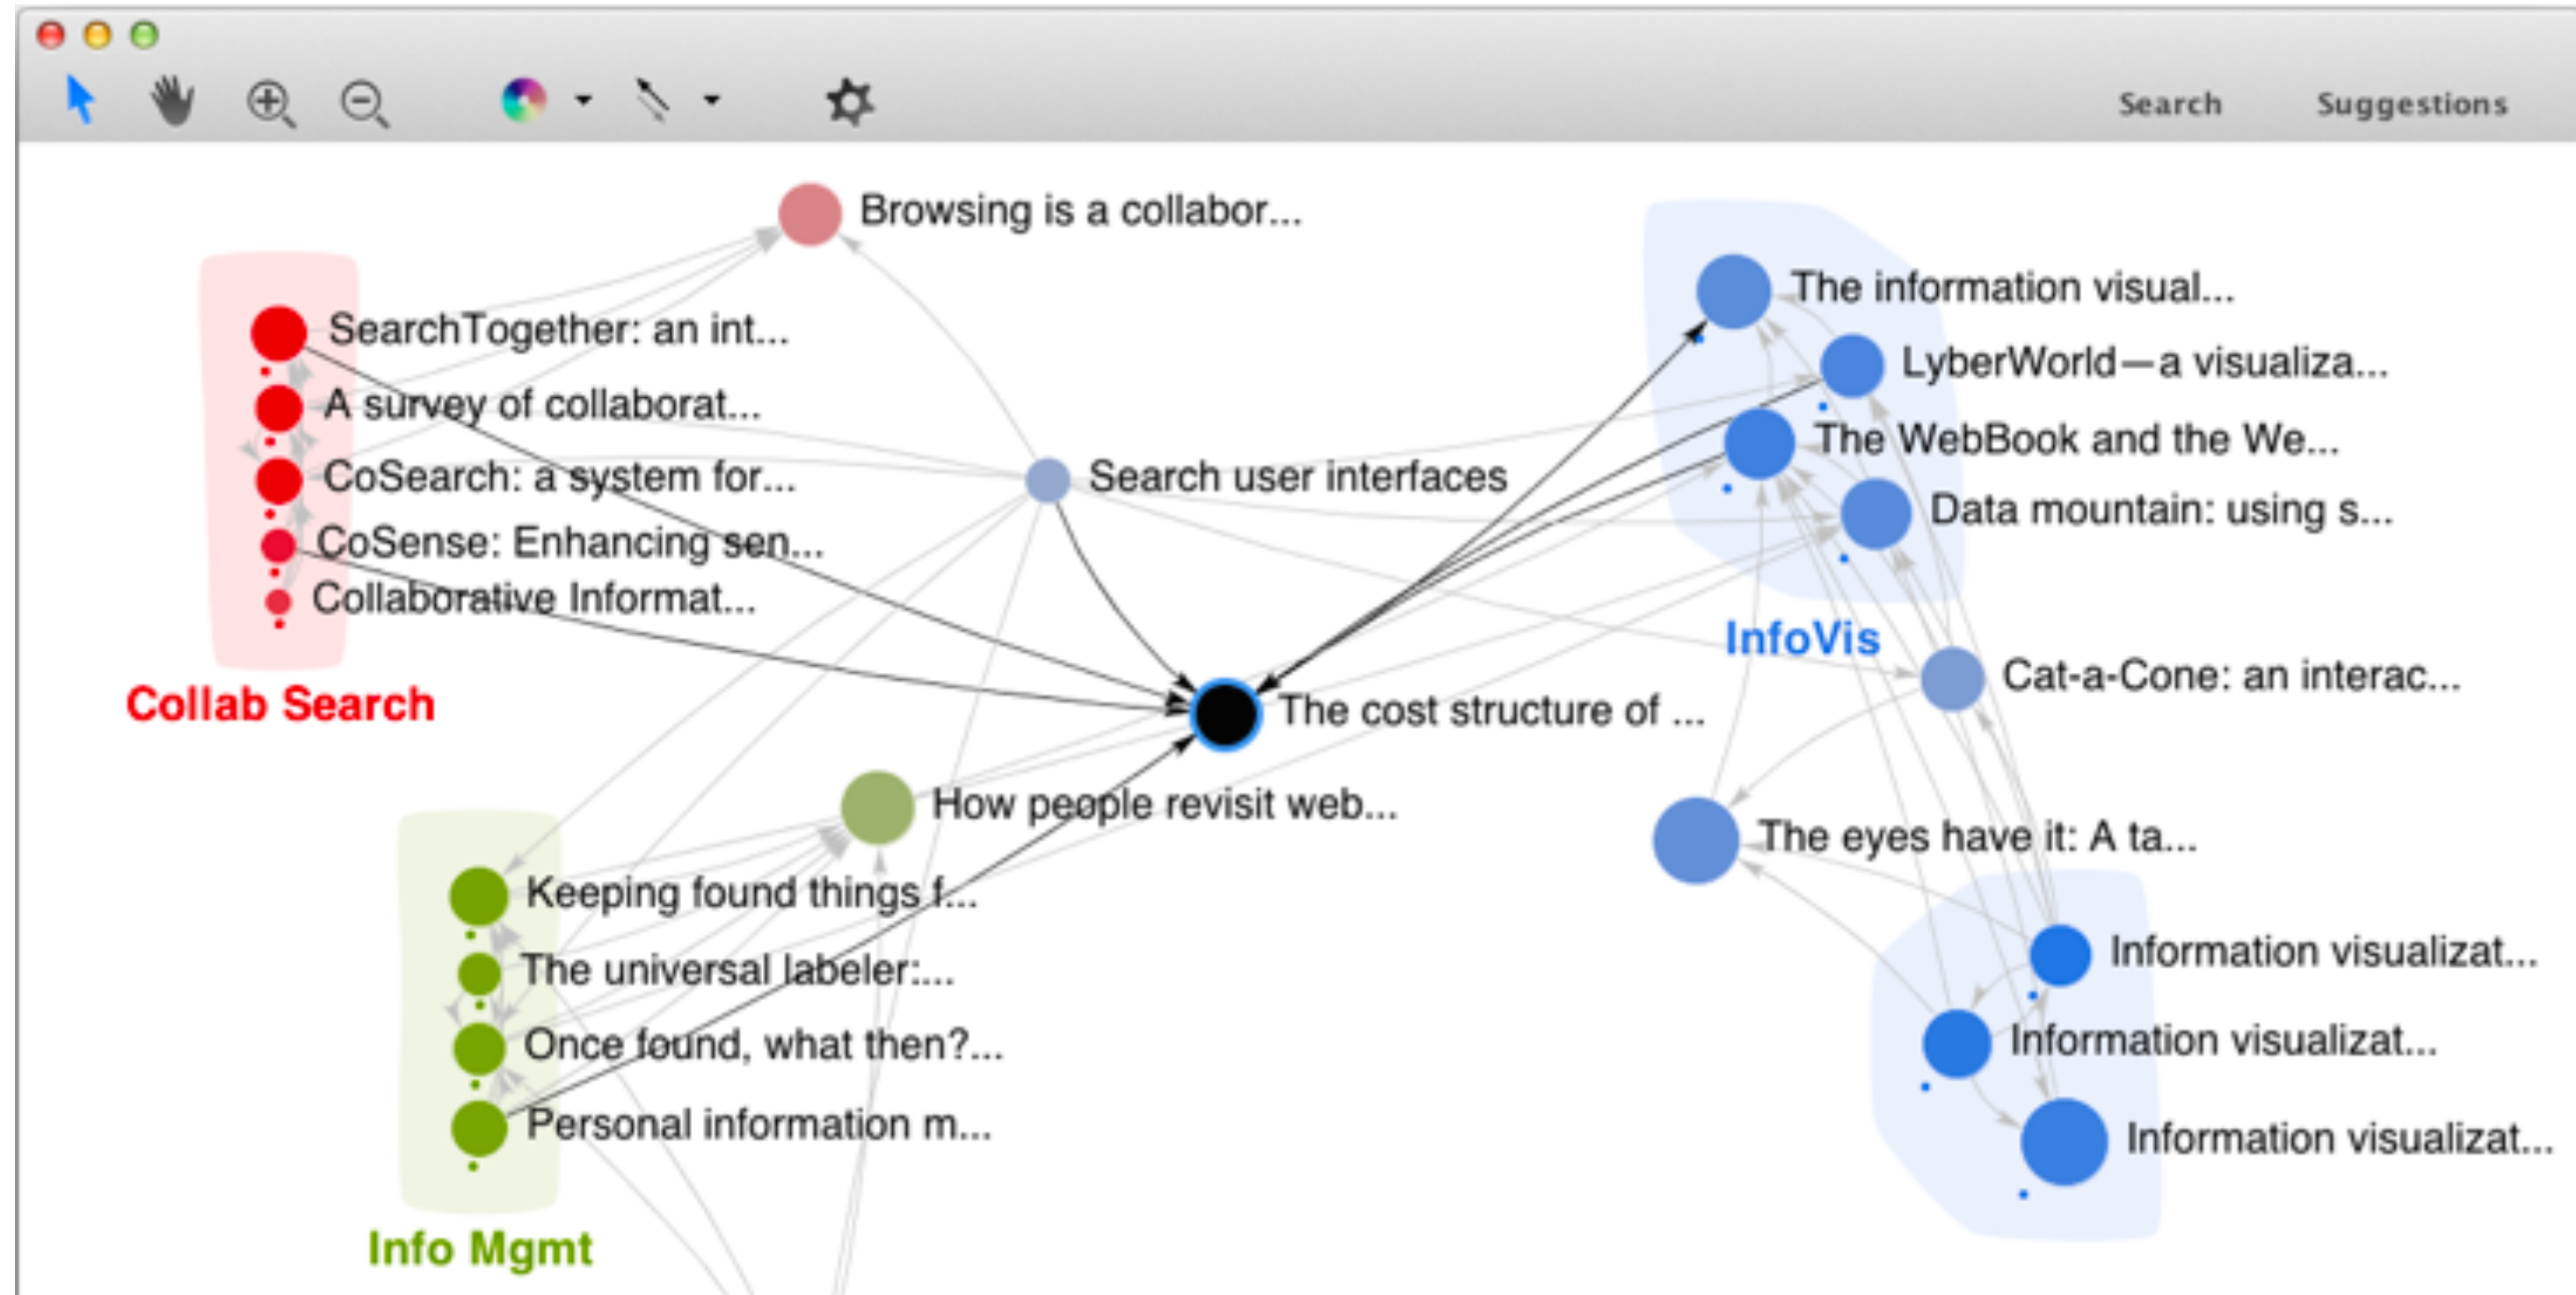 Search Suggestions
Browsing is a collabor...
SearchTogether: an int...
A survey of collaborat...
CoSearch: a system for...
CoSense: Enhancing sen...
Collaborative Informat...
Collab Search
Search user interfaces
The information visual...
LyberWorld—a visualiza...
The WebBook and the We...
Data mountain: using s...
InfoVis
Cat-a-Cone: an interac...
The cost structure of ...
How people revisit web...
The eyes have it: A ta...
Keeping found things f...
The universal labeler:...
Once found, what then?...
Personal information m...
Info Mgmt
Information visualizat...
Information visualizat...
Information visualizat...